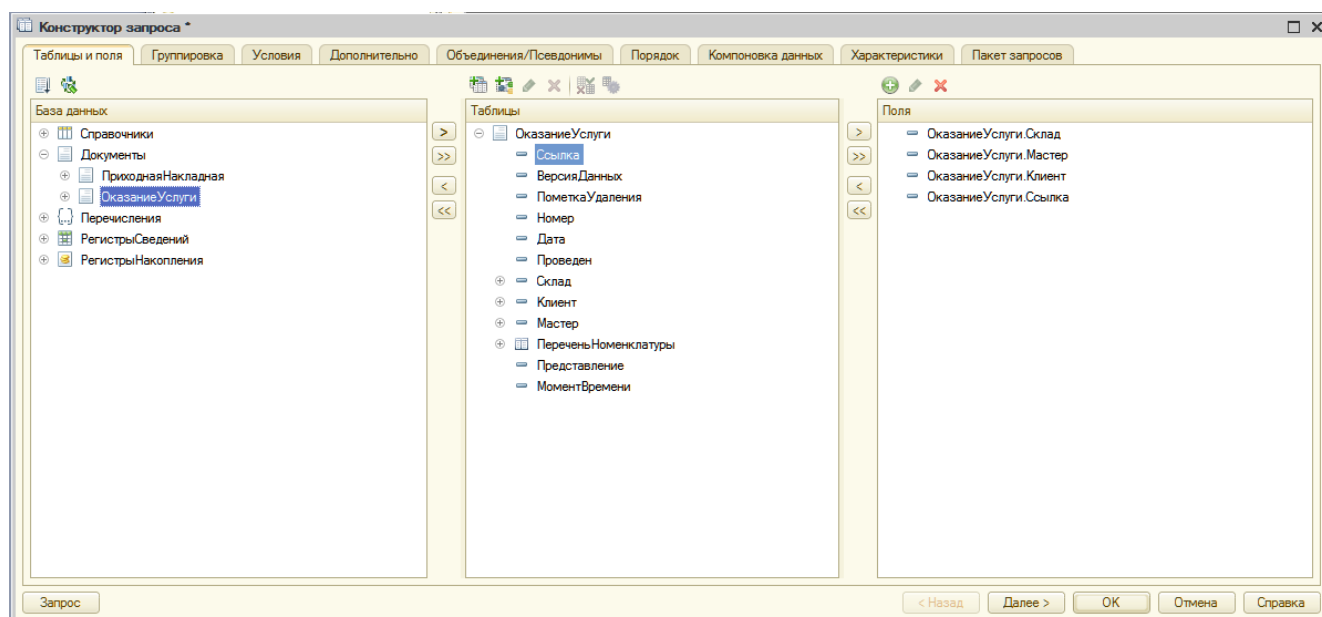 Конструктор запроса *
Таблицы и поля Группировка Условия Дополнительно Объединения/Псевдонимы Порядок Компоновка данных Характеристики Пакет запросов
База данных
Справочники
Документы
ПриходнаяНакладная
ОказаниеУслуги
Перечисления
РегистрыСведений
РегистрыНакопления
>
>>
<
<<
Таблицы
ОказаниеУслуги
Ссылка
ВерсияДанных
ПометкаУдаления
Номер
Дата
Проведен
Склад
Клиент
Мастер
ПереченьНоменклатуры
Представление
МоментВремени
>
>>
<
<<
Поля
ОказаниеУслуги.Склад
ОказаниеУслуги.Мастер
ОказаниеУслуги.Клиент
ОказаниеУслуги.Ссылка
Запрос < Назад Далее > OK Отмена Справка